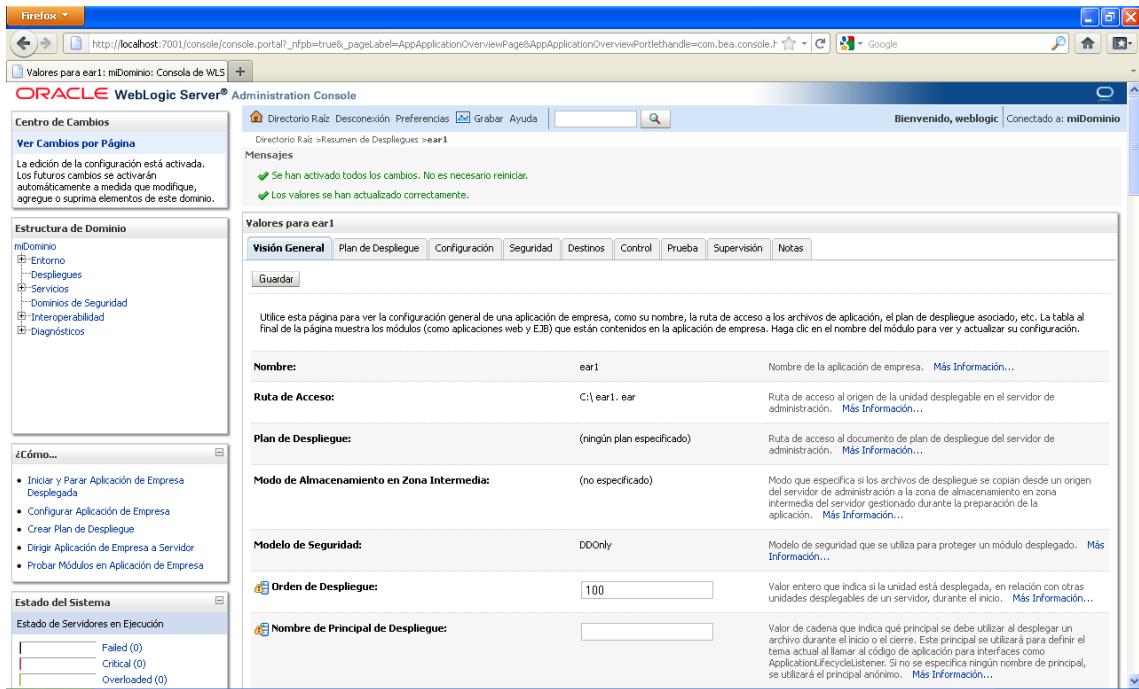 Firefox
http://localhost:7001/console/console.portal?_nfpb=true&_pageLabel=AppApplicationOverviewPage&AppApplicationOverviewPortlethandle=com.bea.console.h
Google
Valores para ear1: miDominio: Consola de WLS
ORACLE WebLogic Server® Administration Console
Centro de Cambios
Ver Cambios por Página
La edición de la configuración está activada.
Los futuros cambios se activarán
automáticamente a medida que modifique,
agregue o suprima elementos de este dominio.
Estructura de Dominio
miDominio
Entorno
Despliegues
Servicios
Dominios de Seguridad
Interoperabilidad
Diagnósticos
¿Cómo...
Iniciar y Parar Aplicación de Empresa
Desplegada
Configurar Aplicación de Empresa
Crear Plan de Despliegue
Dirigir Aplicación de Empresa a Servidor
Probar Módulos en Aplicación de Empresa
Estado del Sistema
Estado de Servidores en Ejecución
Failed (0)
Critical (0)
Overloaded (0)
Directorio Raíz Desconexión Preferencias Grabar Ayuda
Bienvenido, weblogic Conectado a: miDominio
Directorio Raíz >Resumen de Despliegues >ear1
Mensajes
Se han activado todos los cambios. No es necesario reiniciar.
Los valores se han actualizado correctamente.
Valores para ear1
Visión General Plan de Despliegue Configuración Seguridad Destinos Control Prueba Supervisión Notas
Guardar
Utilice esta página para ver la configuración general de una aplicación de empresa, como su nombre, la ruta de acceso a los archivos de aplicación, el plan de despliegue asociado, etc. La tabla al
final de la página muestra los módulos (como aplicaciones web y EJB) que están contenidos en la aplicación de empresa. Haga clic en el nombre del módulo para ver y actualizar su configuración.
Nombre: ear1 Nombre de la aplicación de empresa. Más Información...
Ruta de Acceso: C:\ ear1. ear Ruta de acceso al origen de la unidad desplegable en el servidor de
administración. Más Información...
Plan de Despliegue: (ningún plan especificado) Ruta de acceso al documento de plan de despliegue del servidor de
administración. Más Información...
Modo de Almacenamiento en Zona Intermedia: (no especificado) Modo que especifica si los archivos de despliegue se copian desde un origen
del servidor de administración a la zona de almacenamiento en zona
intermedia del servidor gestionado durante la preparación de la
aplicación. Más Información...
Modelo de Seguridad: DDOnly Modelo de seguridad que se utiliza para proteger un módulo desplegado. Más
Información...
Orden de Despliegue: 100 Valor entero que indica si la unidad está desplegada, en relación con otras
unidades desplegables de un servidor, durante el inicio. Más Información...
Nombre de Principal de Despliegue: Valor de cadena que indica qué principal se debe utilizar al desplegar un
archivo durante el inicio o el cierre. Este principal se utilizará para definir el
tema actual al llamar al código de aplicación para interfaces como
ApplicationLifecycleListener. Si no se especifica ningún nombre de principal,
se utilizará el principal anónimo. Más Información...